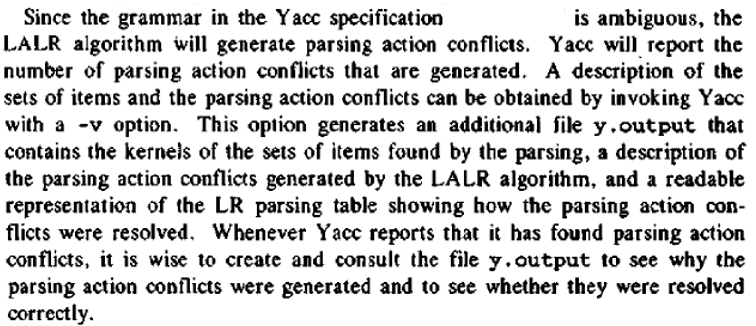 Since the grammar in the Yacc specification is ambiguous, the
LALR algorithm will generate parsing action conflicts. Yacc will report the
number of parsing action conflicts that are generated. A description of the
sets of items and the parsing action conflicts can be obtained by invoking Yacc
with a -v option. This option generates an additional file y.output that
contains the kernels of the sets of items found by the parsing, a description of
the parsing action conflicts generated by the LALR algorithm, and a readable
representation of the LR parsing table showing how the parsing action con-
flicts were resolved. Whenever Yacc reports that it has found parsing action
conflicts, it is wise to create and consult the file y.output to see why the
parsing action conflicts were generated and to see whether they were resolved
correctly.